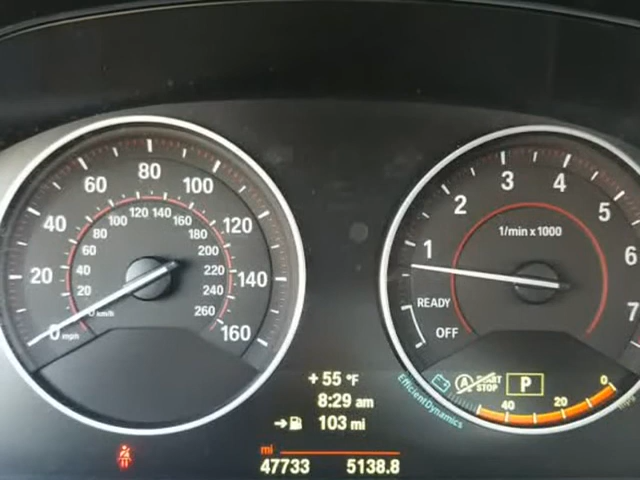 80
60 100
40 120
20 140
0 mph 160
120 140
100 160
80 180
60 200
40 220
20 240
0 km/h 260
3 4
2 5
1 6
7
1/min x 1000
READY
OFF
START
STOP
P
40 20 0
EfficientDynamics
+ 55 °F
8:29 am
103 mi
mi
47733 5138.8